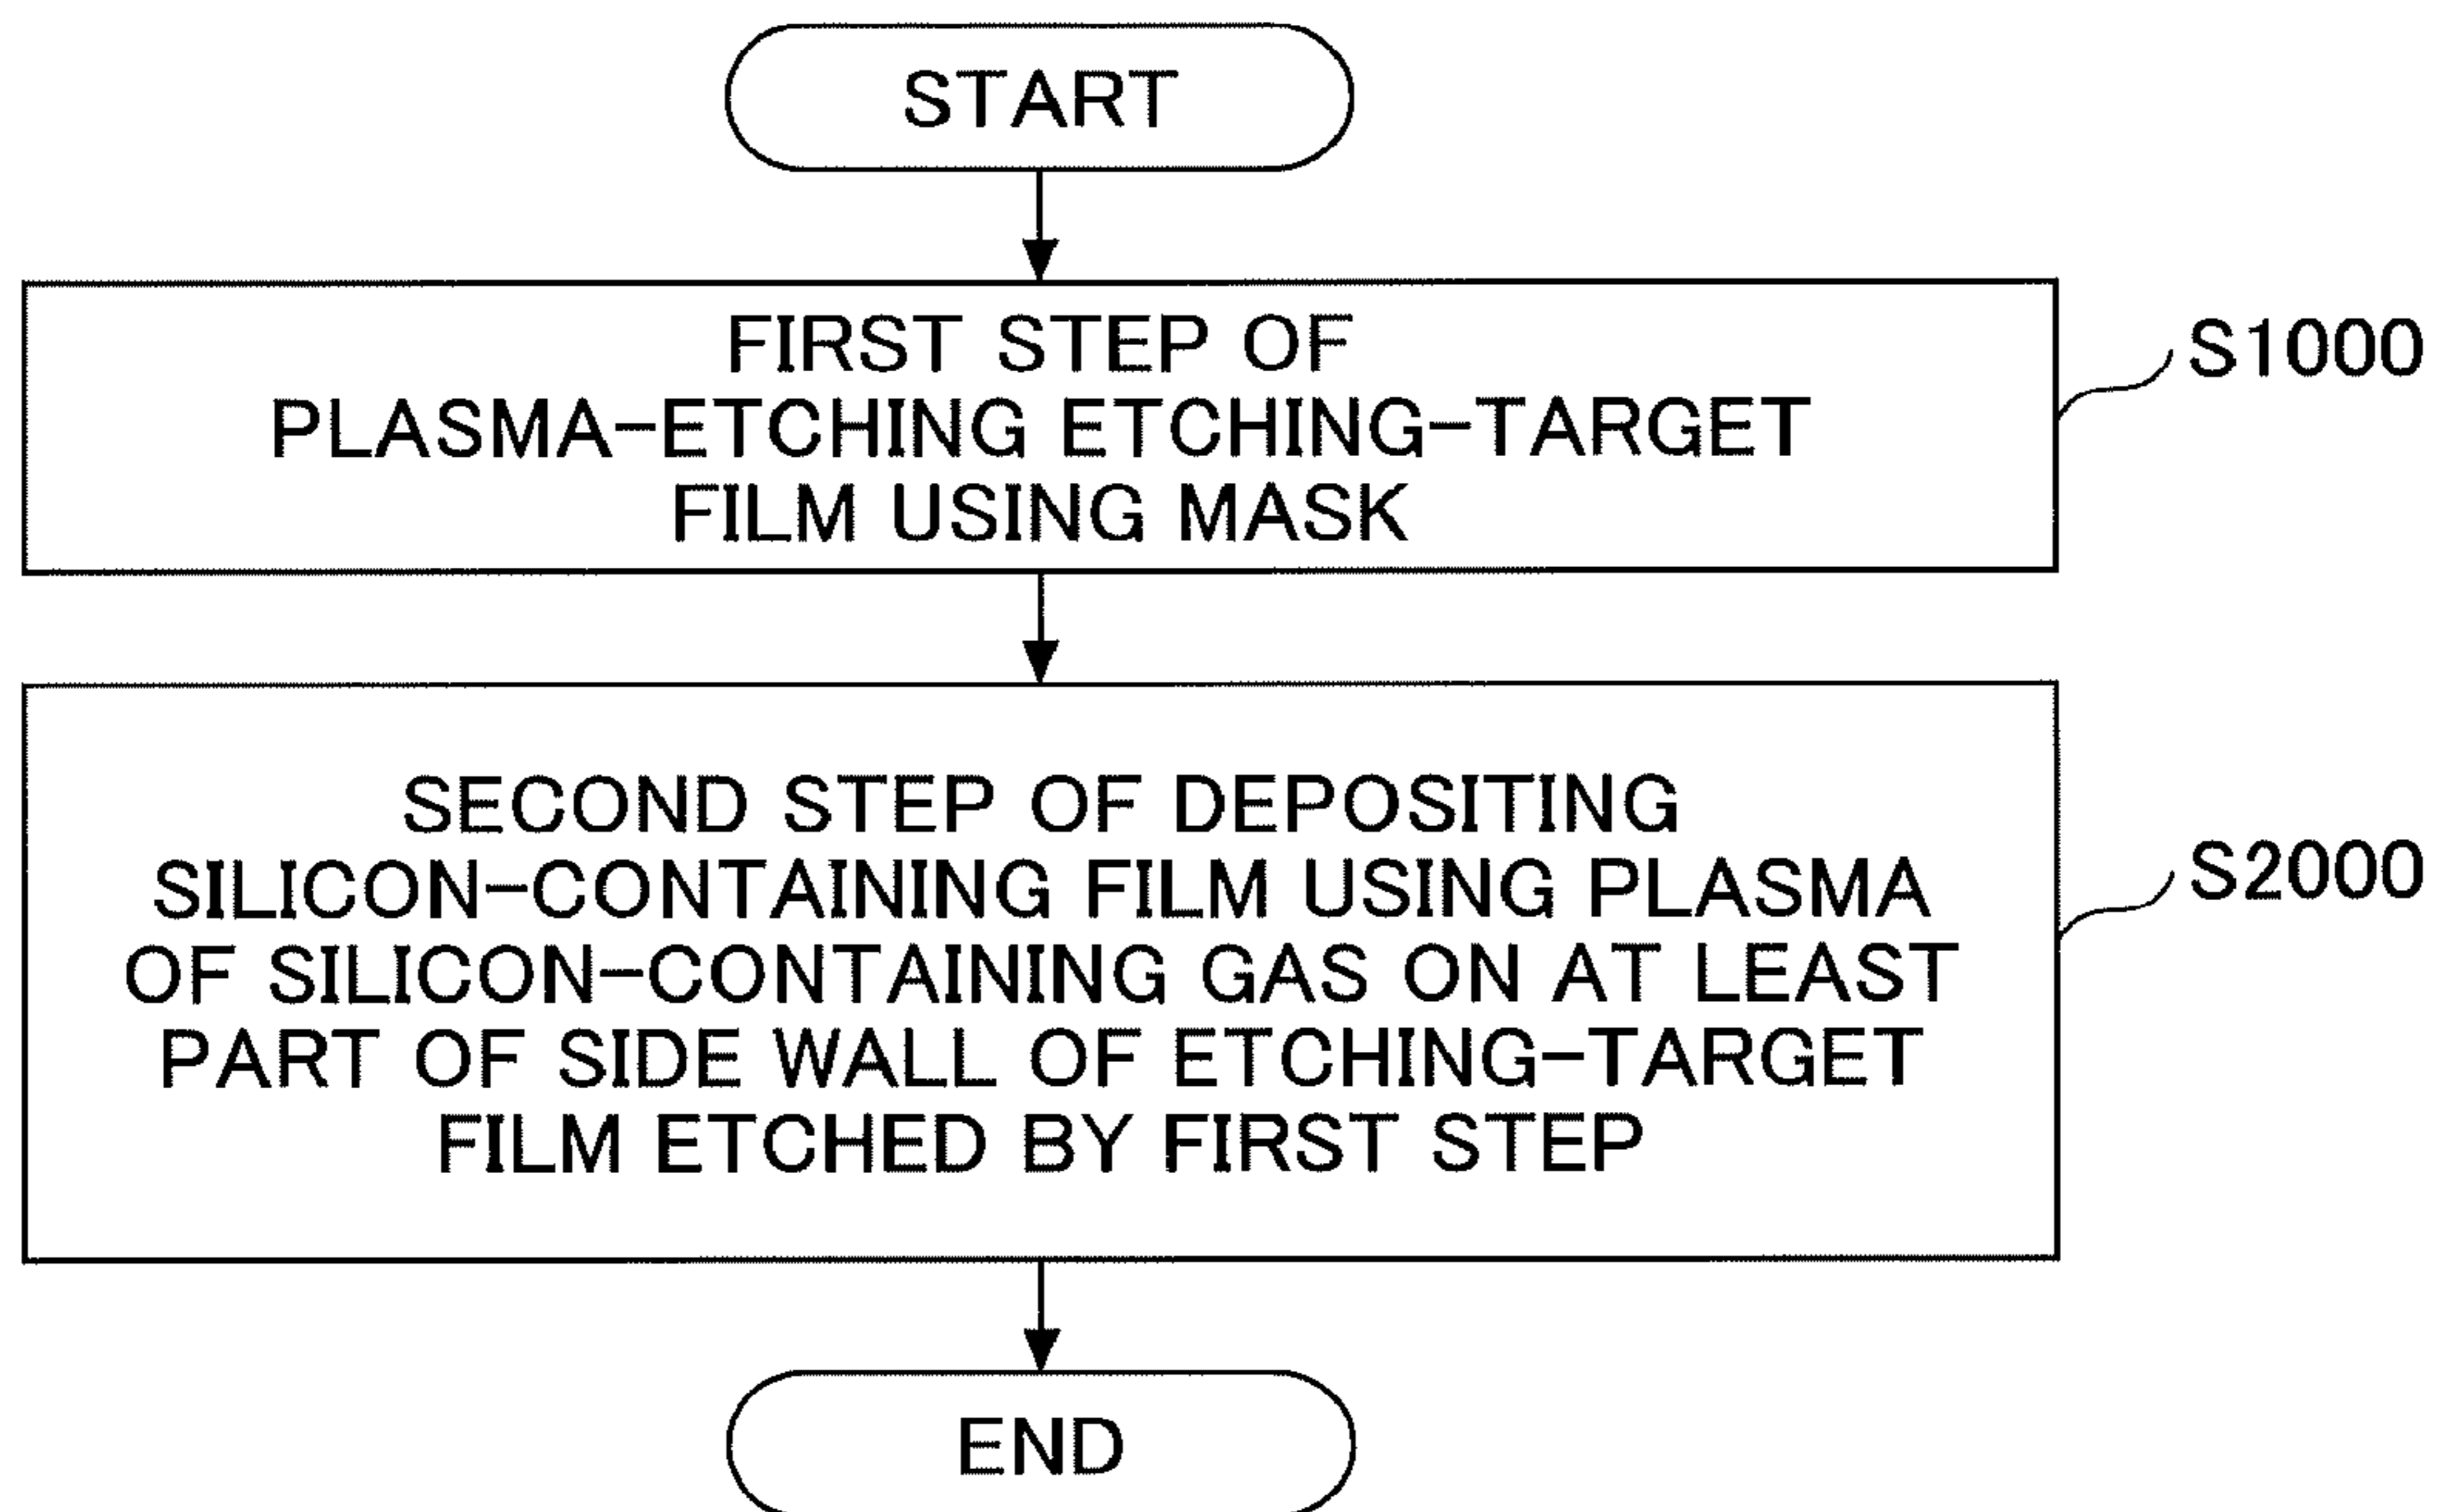 START
FIRST STEP OF
PLASMA-ETCHING ETCHING-TARGET
FILM USING MASK
S1000
SECOND STEP OF DEPOSITING
SILICON-CONTAINING FILM USING PLASMA
OF SILICON-CONTAINING GAS ON AT LEAST
PART OF SIDE WALL OF ETCHING-TARGET
FILM ETCHED BY FIRST STEP
S2000
END